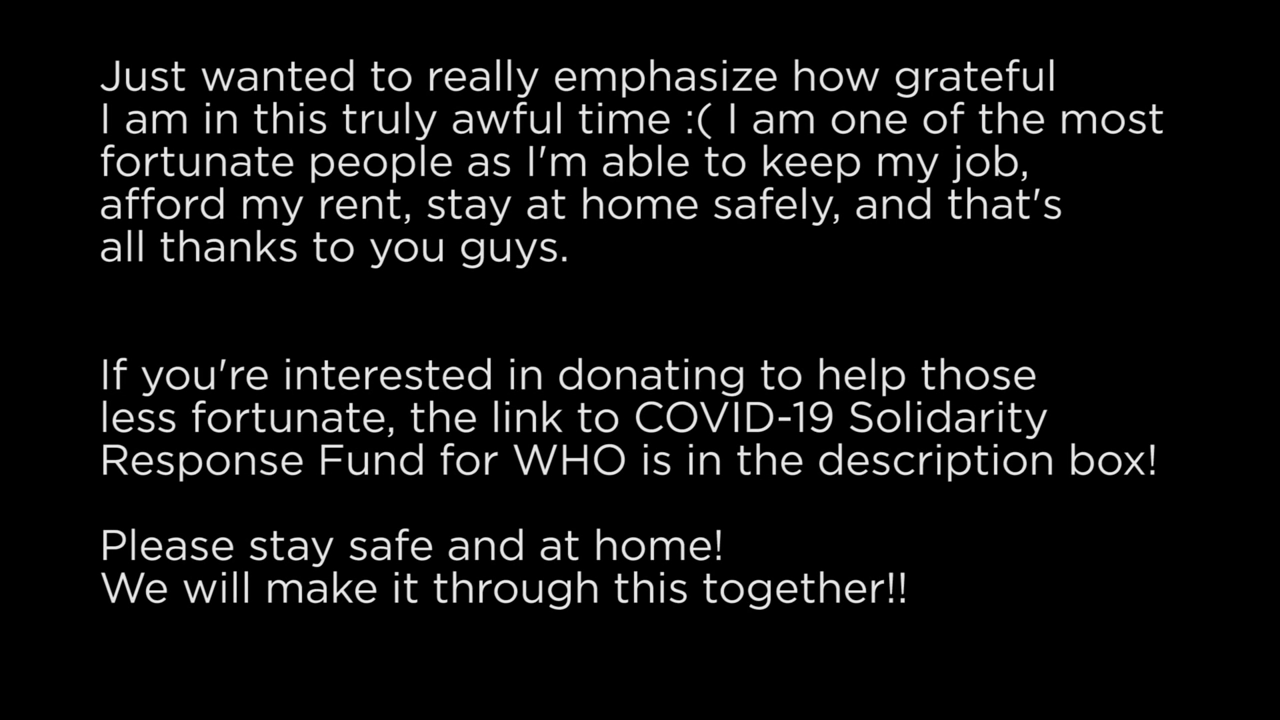 Just wanted to really emphasize how grateful
I am in this truly awful time :( I am one of the most
fortunate people as I'm able to keep my job,
afford my rent, stay at home safely, and that's
all thanks to you guys.
If you're interested in donating to help those
less fortunate, the link to COVID-19 Solidarity
Response Fund for WHO is in the description box!
Please stay safe and at home!
We will make it through this together!!